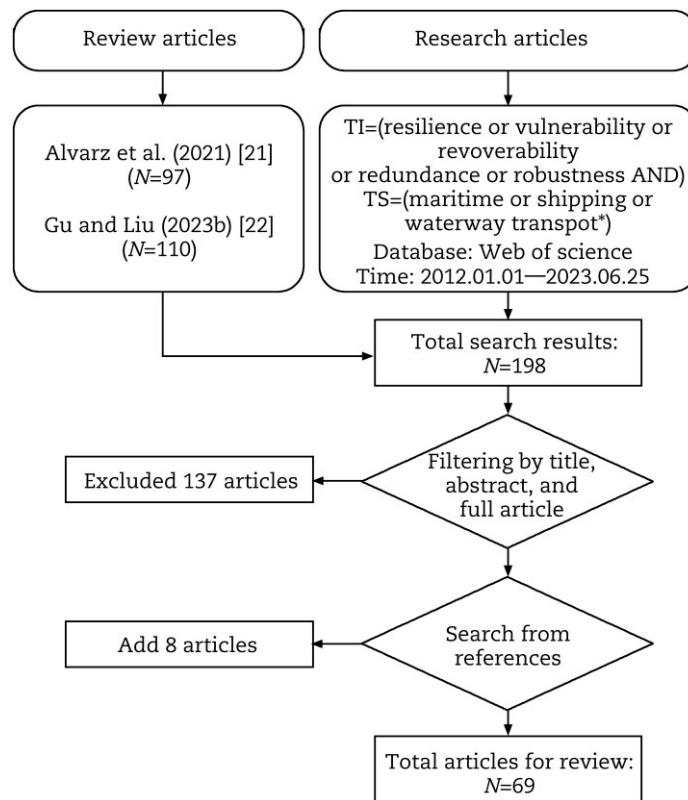 Review articles
Research articles
Alvarz et al. (2021) [21]
(N=97)
Gu and Liu (2023b) [22]
(N=110)
TI=(resilience or vulnerability or
revoverability
or redundance or robustness AND)
TS=(maritime or shipping or
waterway transpot*)
Database: Web of science
Time: 2012.01.01—2023.06.25
Total search results:
N=198
Filtering by title,
abstract, and
full article
Excluded 137 articles
Search from
references
Add 8 articles
Total articles for review:
N=69